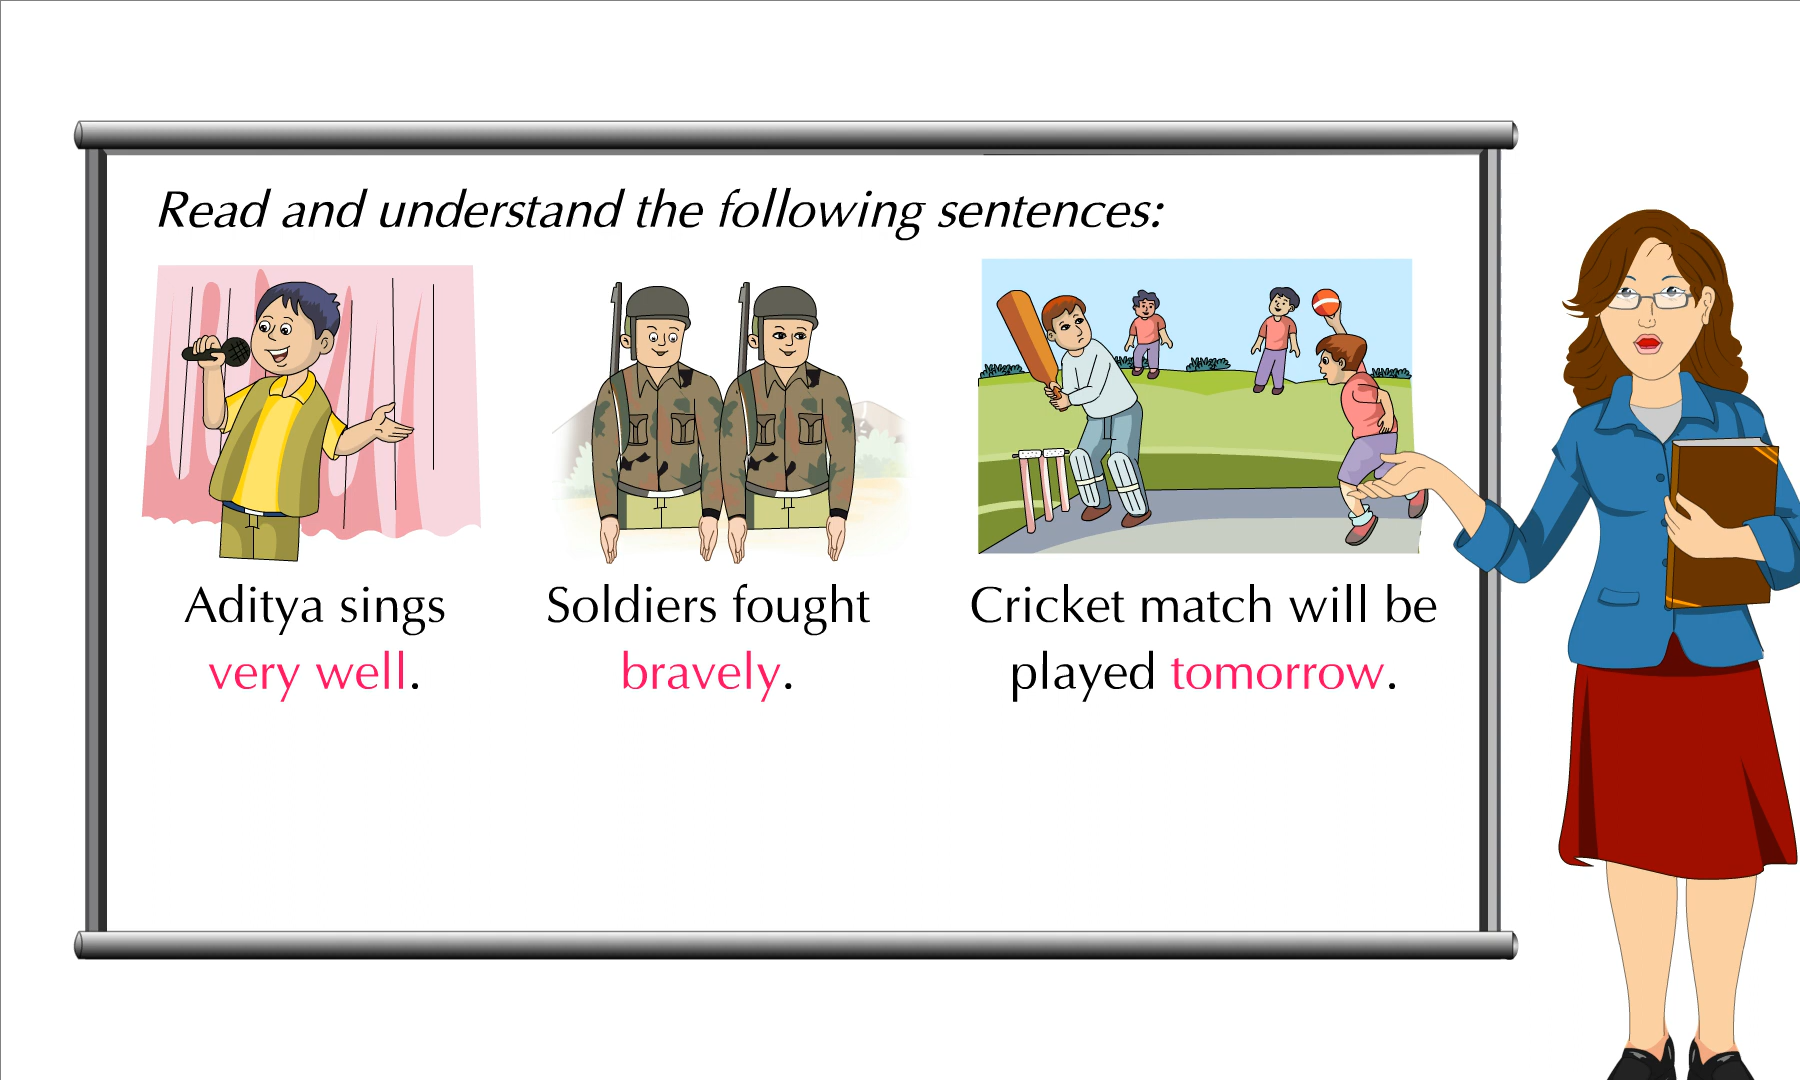 Read and understand the following sentences:
Aditya sings
very well.
Soldiers fought
bravely.
Cricket match will be
played tomorrow.